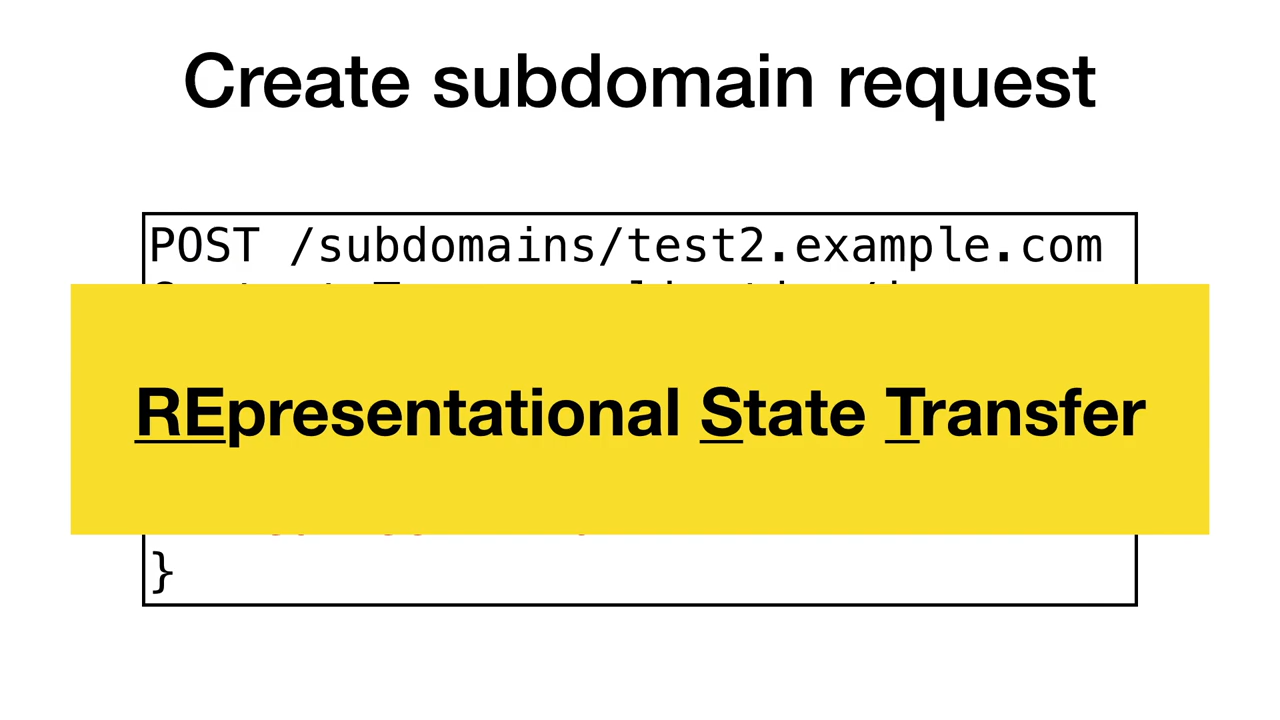 Create subdomain request
POST /subdomains/test2.example.com
REpresentational State Transfer
}